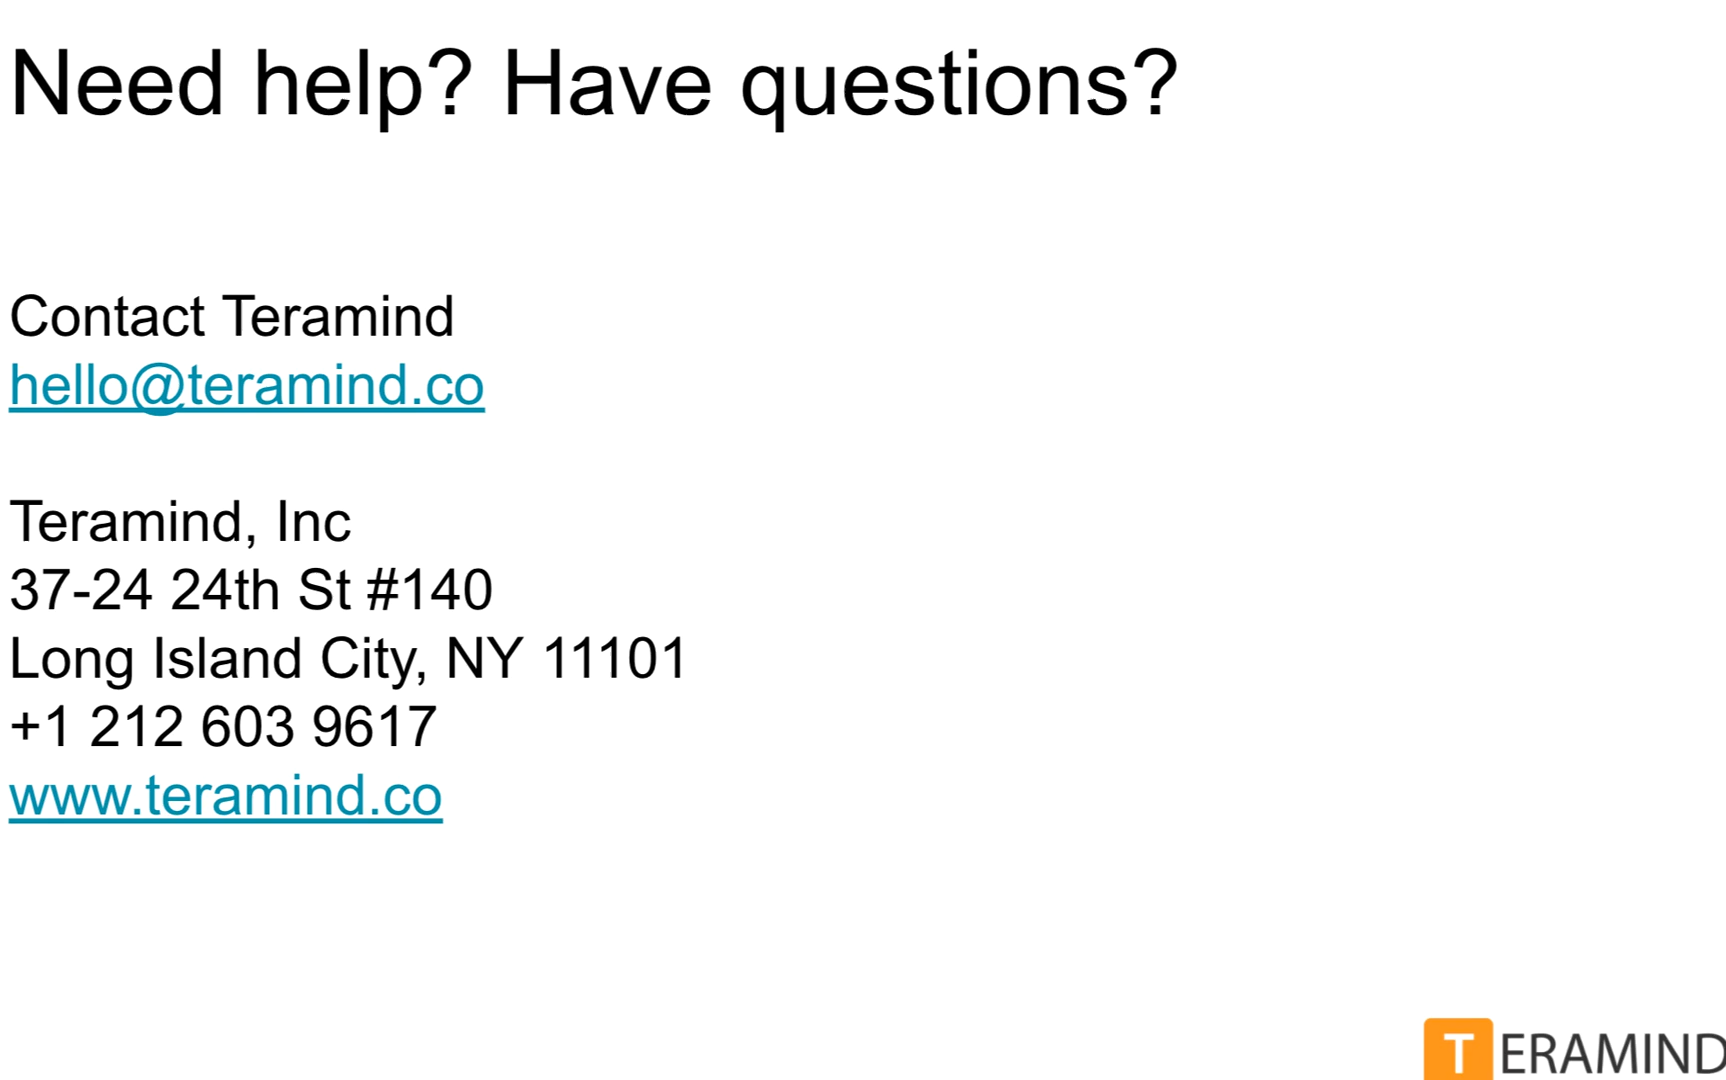 Need help? Have questions?
Contact Teramind
hello@teramind.co
Teramind, Inc
37-24 24th St #140
Long Island City, NY 11101
+1 212 603 9617
www.teramind.co
TERAMIND